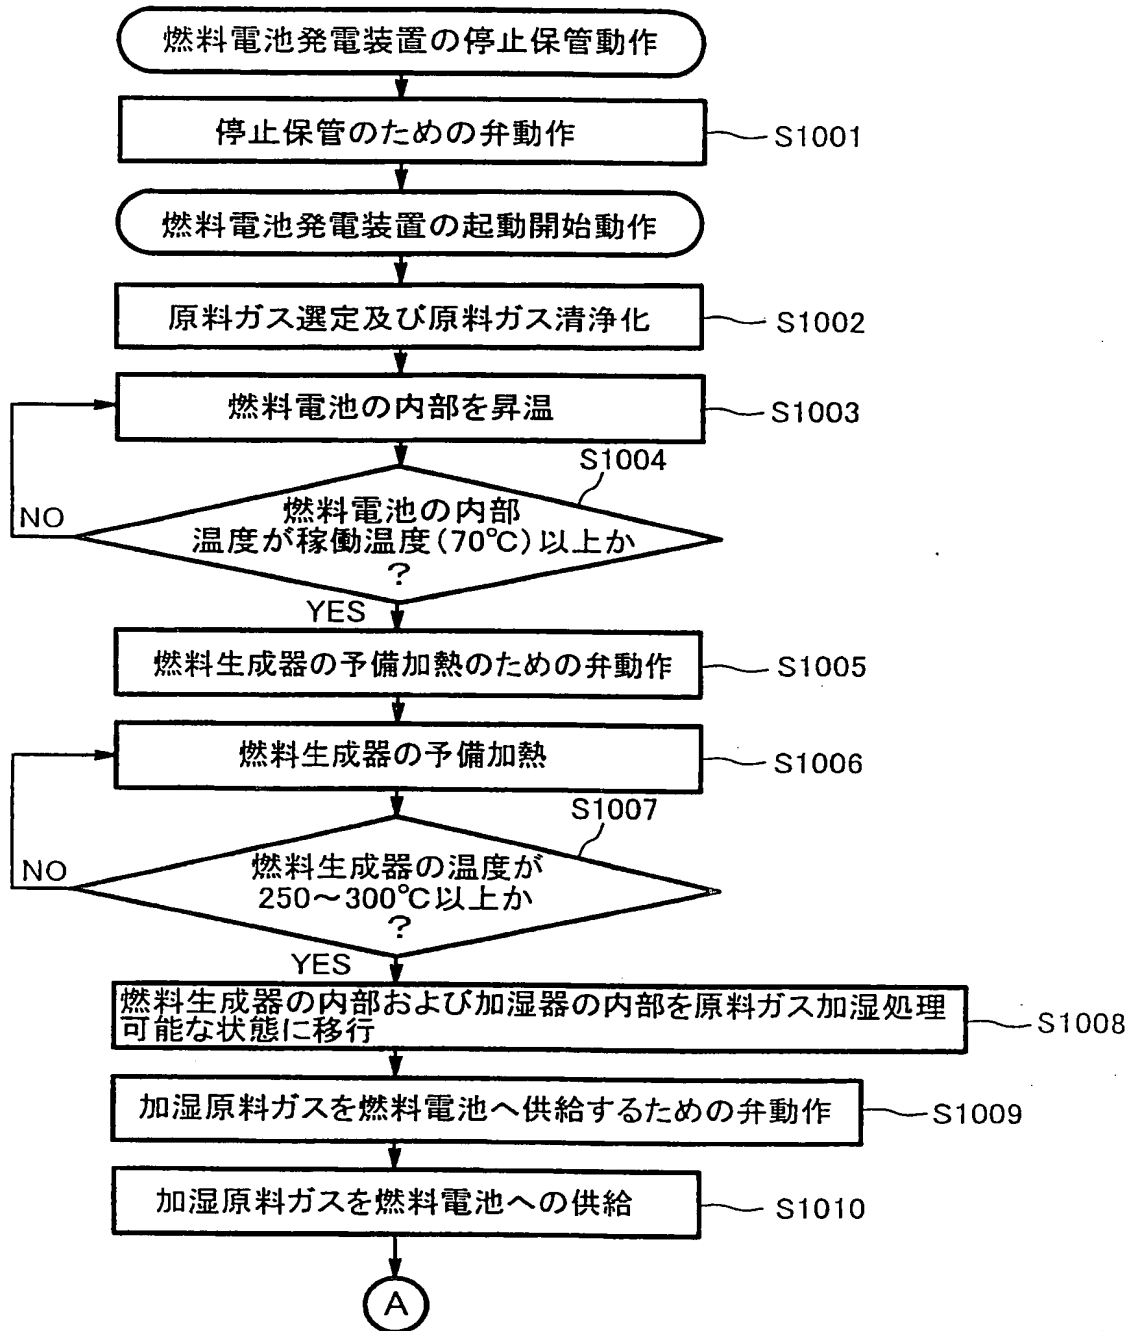 燃料電池発電装置の停止保管動作
停止保管のための弁動作
S1001
燃料電池発電装置の起動開始動作
原料ガス選定及び原料ガス清浄化
S1002
燃料電池の内部を昇温
S1003
S1004
燃料電池の内部
温度が稼働温度(70℃)以上か
?
NO
YES
燃料生成器の予備加熱のための弁動作
S1005
燃料生成器の予備加熱
S1006
S1007
燃料生成器の温度が
250～300℃以上か
?
NO
YES
燃料生成器の内部および加湿器の内部を原料ガス加湿処理
可能な状態に移行
S1008
加湿原料ガスを燃料電池へ供給するための弁動作
S1009
加湿原料ガスを燃料電池への供給
S1010
A